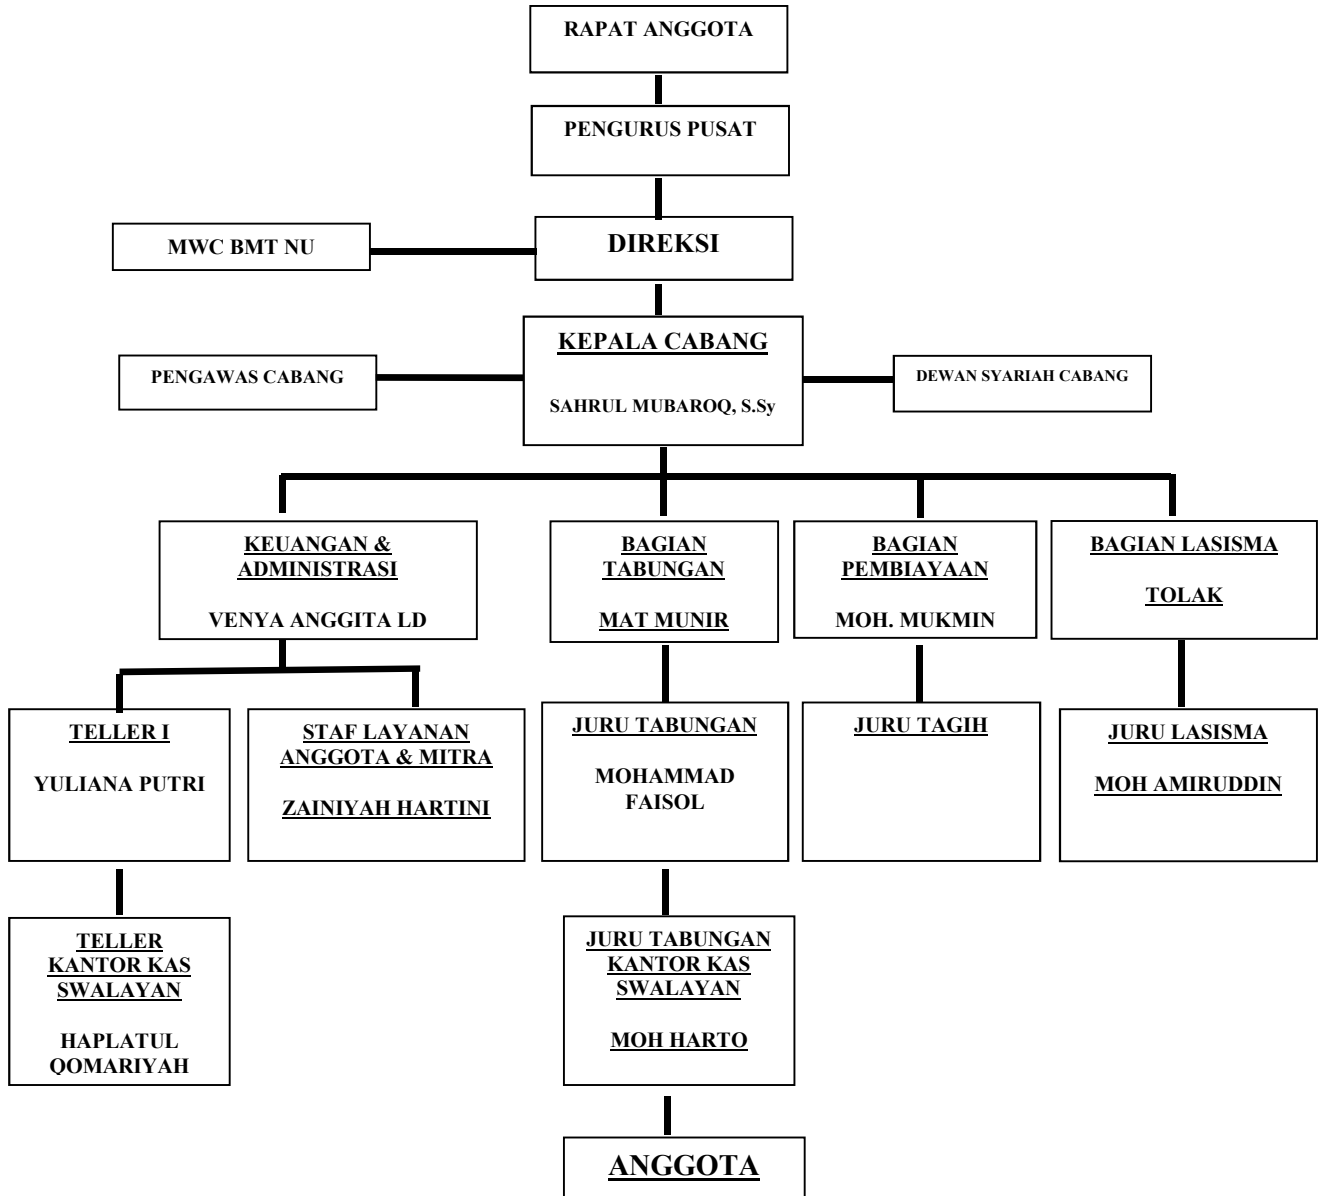 RAPAT ANGGOTA
PENGURUS PUSAT
MWC BMT NU
DIREKSI
PENGAWAS CABANG
KEPALA CABANG
SAHRUL MUBAROQ, S.Sy
DEWAN SYARIAH CABANG
KEUANGAN &
ADMINISTRASI
VENYA ANGGITA LD
BAGIAN
TABUNGAN
MAT MUNIR
BAGIAN
PEMBIAYAAN
MOH. MUKMIN
BAGIAN LASISMA
TOLAK
TELLER I
YULIANA PUTRI
STAF LAYANAN
ANGGOTA & MITRA
ZAINIYAH HARTINI
JURU TABUNGAN
MOHAMMAD
FAISOL
JURU TAGIH
JURU LASISMA
MOH AMIRUDDIN
TELLER
KANTOR KAS
SWALAYAN
HAPLATUL
QOMARIYAH
JURU TABUNGAN
KANTOR KAS
SWALAYAN
MOH HARTO
ANGGOTA